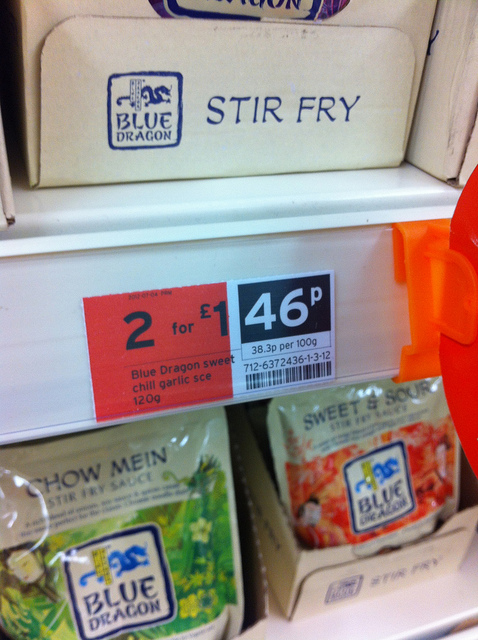 BLUE
DRAGON
STIR FRY
2 for £1
Blue Dragon sweet
chill garlic sce
120g
46p
38.3p per 100g
712-6372436-1-3-12
CHOW MEIN
STIR FRY SAUCE
BLUE
DRAGON
SWEET & SOUR
STIR FRY SAUCE
BLUE
DRAGON
STIR FRY